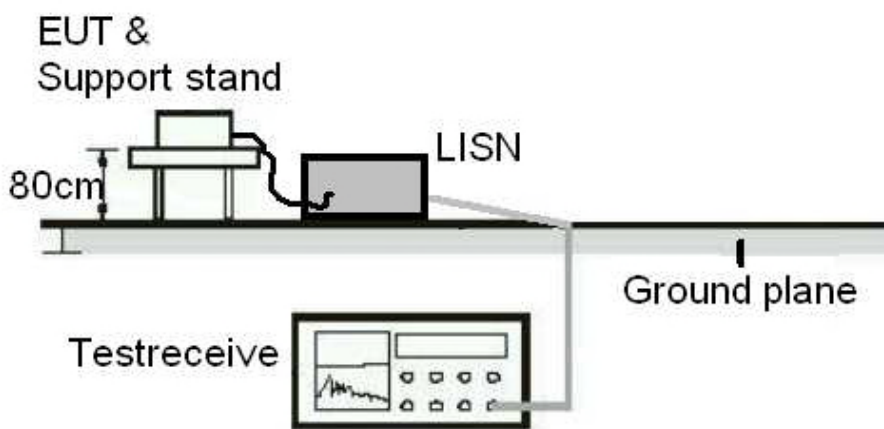 EUT &
Support stand
LISN
80cm
Ground plane
Testreceive